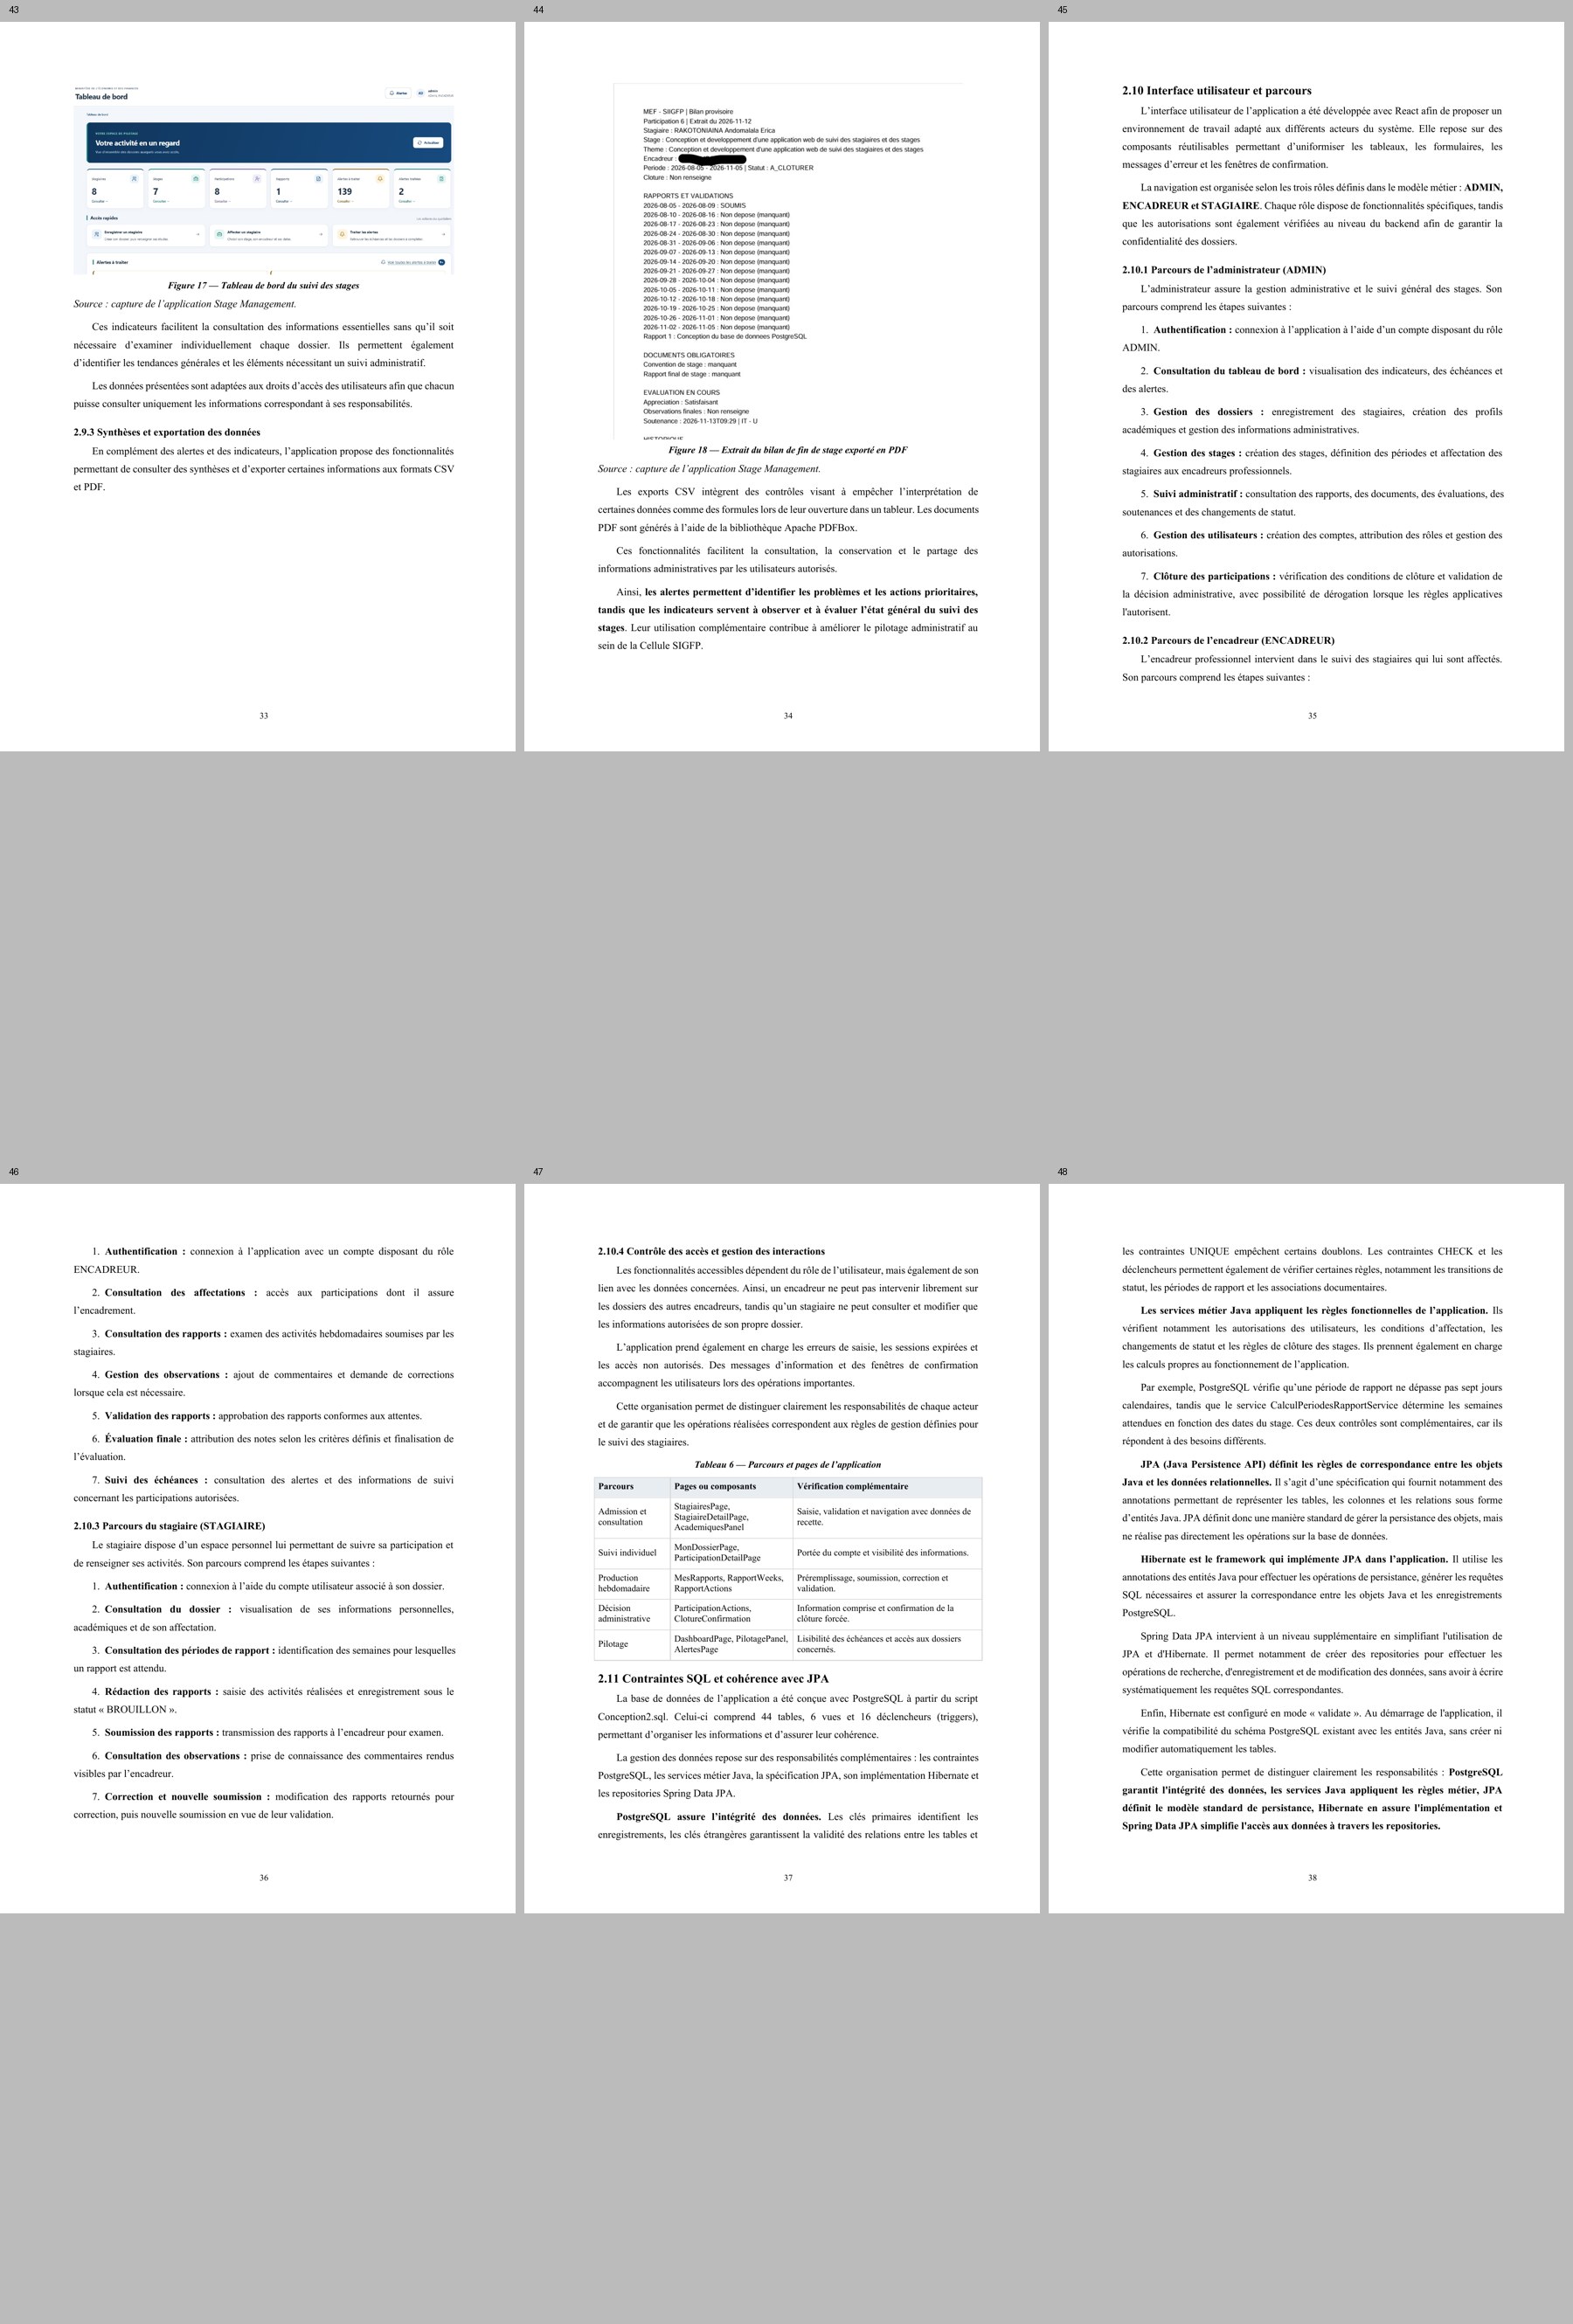 43
MINISTÈRE DE L'ÉCONOMIE ET DES FINANCES
Tableau de bord
Alertes
admin
Tableau de bord
Votre activité en un regard
Actualiser
Stagiaires
Stages
Participations
Rapports
Alertes à traiter
Alertes traitées
8
7
8
1
139
2
Consulter
Consulter
Consulter
Consulter
Consulter
Consulter
Accès rapides
Enregistrer un stagiaire
Affecter un stagiaire
Traiter les alertes
Alertes à traiter
Voir toutes les alertes à traiter
Figure 17 — Tableau de bord du suivi des stages
Source : capture de l'application Stage Management.
Ces indicateurs facilitent la consultation des informations essentielles sans qu'il soit
nécessaire d'examiner individuellement chaque dossier. Ils permettent également
d'identifier les tendances générales et les éléments nécessitant un suivi administratif.
Les données présentées sont adaptées aux droits d'accès des utilisateurs afin que chacun
puisse consulter uniquement les informations correspondant à ses responsabilités.
2.9.3 Synthèses et exportation des données
En complément des alertes et des indicateurs, l'application propose des fonctionnalités
permettant de consulter des synthèses et d'exporter certaines informations aux formats CSV
et PDF.
33
44
MEF - SIIGFP | Bilan provisoire
Participation 6 | Extrait du 2026-11-12
Stagiaire : RAKOTONIAINA Andomalala Erica
Stage : Conception et developpement d'une application web de suivi des stagiaires et des stages
Theme : Conception et developpement d'une application web de suivi des stagiaires et des stages
Encadreur :
Periode : 2026-08-05 - 2026-11-05 | Statut : A_CLOTURER
Cloture : Non renseigne
RAPPORTS ET VALIDATIONS
2026-08-05 - 2026-08-09 : SOUMIS
2026-08-10 - 2026-08-16 : Non depose (manquant)
2026-08-17 - 2026-08-23 : Non depose (manquant)
2026-08-24 - 2026-08-30 : Non depose (manquant)
2026-08-31 - 2026-09-06 : Non depose (manquant)
2026-09-07 - 2026-09-13 : Non depose (manquant)
2026-09-14 - 2026-09-20 : Non depose (manquant)
2026-09-21 - 2026-09-27 : Non depose (manquant)
2026-09-28 - 2026-10-04 : Non depose (manquant)
2026-10-05 - 2026-10-11 : Non depose (manquant)
2026-10-12 - 2026-10-18 : Non depose (manquant)
2026-10-19 - 2026-10-25 : Non depose (manquant)
2026-10-26 - 2026-11-01 : Non depose (manquant)
2026-11-02 - 2026-11-05 : Non depose (manquant)
Rapport 1 : Conception du base de donnees PostgreSQL
DOCUMENTS OBLIGATOIRES
Convention de stage : manquant
Rapport final de stage : manquant
EVALUATION EN COURS
Appreciation : Satisfaisant
Observations finales : Non renseigne
Soutenance : 2026-11-13T09:29 | IT - U
HISTORIQUE
Figure 18 — Extrait du bilan de fin de stage exporté en PDF
Source : capture de l'application Stage Management.
Les exports CSV intègrent des contrôles visant à empêcher l'interprétation de
certaines données comme des formules lors de leur ouverture dans un tableur. Les documents
PDF sont générés à l'aide de la bibliothèque Apache PDFBox.
Ces fonctionnalités facilitent la consultation, la conservation et le partage des
informations administratives par les utilisateurs autorisés.
Ainsi, les alertes permettent d'identifier les problèmes et les actions prioritaires,
tandis que les indicateurs servent à observer et à évaluer l'état général du suivi des
stages. Leur utilisation complémentaire contribue à améliorer le pilotage administratif au
sein de la Cellule SIGFP.
34
45
2.10 Interface utilisateur et parcours
L'interface utilisateur de l'application a été développée avec React afin de proposer un
environnement de travail adapté aux différents acteurs du système. Elle repose sur des
composants réutilisables permettant d'uniformiser les tableaux, les formulaires, les
messages d'erreur et les fenêtres de confirmation.
La navigation est organisée selon les trois rôles définis dans le modèle métier : ADMIN,
ENCADREUR et STAGIAIRE. Chaque rôle dispose de fonctionnalités spécifiques, tandis
que les autorisations sont également vérifiées au niveau du backend afin de garantir la
confidentialité des dossiers.
2.10.1 Parcours de l'administrateur (ADMIN)
L'administrateur assure la gestion administrative et le suivi général des stages. Son
parcours comprend les étapes suivantes :
1. Authentification : connexion à l'application à l'aide d'un compte disposant du rôle
ADMIN.
2. Consultation du tableau de bord : visualisation des indicateurs, des échéances et
des alertes.
3. Gestion des dossiers : enregistrement des stagiaires, création des profils
académiques et gestion des informations administratives.
4. Gestion des stages : création des stages, définition des périodes et affectation des
stagiaires aux encadreurs professionnels.
5. Suivi administratif : consultation des rapports, des documents, des évaluations, des
soutenances et des changements de statut.
6. Gestion des utilisateurs : création des comptes, attribution des rôles et gestion des
autorisations.
7. Clôture des participations : vérification des conditions de clôture et validation de
la décision administrative, avec possibilité de dérogation lorsque les règles applicatives
l'autorisent.
2.10.2 Parcours de l'encadreur (ENCADREUR)
L'encadreur professionnel intervient dans le suivi des stagiaires qui lui sont affectés.
Son parcours comprend les étapes suivantes :
35
46
1. Authentification : connexion à l'application avec un compte disposant du rôle
ENCADREUR.
2. Consultation des affectations : accès aux participations dont il assure
l'encadrement.
3. Consultation des rapports : examen des activités hebdomadaires soumises par les
stagiaires.
4. Gestion des observations : ajout de commentaires et demande de corrections
lorsque cela est nécessaire.
5. Validation des rapports : approbation des rapports conformes aux attentes.
6. Évaluation finale : attribution des notes selon les critères définis et finalisation de
l'évaluation.
7. Suivi des échéances : consultation des alertes et des informations de suivi
concernant les participations autorisées.
2.10.3 Parcours du stagiaire (STAGIAIRE)
Le stagiaire dispose d'un espace personnel lui permettant de suivre sa participation et
de renseigner ses activités. Son parcours comprend les étapes suivantes :
1. Authentification : connexion à l'aide du compte utilisateur associé à son dossier.
2. Consultation du dossier : visualisation de ses informations personnelles,
académiques et de son affectation.
3. Consultation des périodes de rapport : identification des semaines pour lesquelles
un rapport est attendu.
4. Rédaction des rapports : saisie des activités réalisées et enregistrement sous le
statut « BROUILLON ».
5. Soumission des rapports : transmission des rapports à l'encadreur pour examen.
6. Consultation des observations : prise de connaissance des commentaires rendus
visibles par l'encadreur.
7. Correction et nouvelle soumission : modification des rapports retournés pour
correction, puis nouvelle soumission en vue de leur validation.
36
47
2.10.4 Contrôle des accès et gestion des interactions
Les fonctionnalités accessibles dépendent du rôle de l'utilisateur, mais également de son
lien avec les données concernées. Ainsi, un encadreur ne peut pas intervenir librement sur
les dossiers des autres encadreurs, tandis qu'un stagiaire ne peut consulter et modifier que
les informations autorisées de son propre dossier.
L'application prend également en charge les erreurs de saisie, les sessions expirées et
les accès non autorisés. Des messages d'information et des fenêtres de confirmation
accompagnent les utilisateurs lors des opérations importantes.
Cette organisation permet de distinguer clairement les responsabilités de chaque acteur
et de garantir que les opérations réalisées correspondent aux règles de gestion définies pour
le suivi des stagiaires.
Tableau 6 — Parcours et pages de l'application
Parcours
Pages ou composants
Vérification complémentaire
Admission et
consultation
StagiairesPage,
StagiaireDetailPage,
AcademiquesPanel
Saisie, validation et navigation avec données de
recette.
Suivi individuel
MonDossierPage,
ParticipationDetailPage
Portée du compte et visibilité des informations.
Production
hebdomadaire
MesRapports, RapportWeeks,
RapportActions
Préremplissage, soumission, correction et
validation.
Décision
administrative
ParticipationActions,
ClotureConfirmation
Information comprise et confirmation de la
clôture forcée.
Pilotage
DashboardPage, PilotagePanel,
AlertesPage
Lisibilité des échéances et accès aux dossiers
concernés.
2.11 Contraintes SQL et cohérence avec JPA
La base de données de l'application a été conçue avec PostgreSQL à partir du script
Conception2.sql. Celui-ci comprend 44 tables, 6 vues et 16 déclencheurs (triggers),
permettant d'organiser les informations et d'assurer leur cohérence.
La gestion des données repose sur des responsabilités complémentaires : les contraintes
PostgreSQL, les services métier Java, la spécification JPA, son implémentation Hibernate et
les repositories Spring Data JPA.
PostgreSQL assure l'intégrité des données. Les clés primaires identifient les
enregistrements, les clés étrangères garantissent la validité des relations entre les tables et
37
48
les contraintes UNIQUE empêchent certains doublons. Les contraintes CHECK et les
déclencheurs permettent également de vérifier certaines règles, notamment les transitions de
statut, les périodes de rapport et les associations documentaires.
Les services métier Java appliquent les règles fonctionnelles de l'application. Ils
vérifient notamment les autorisations des utilisateurs, les conditions d'affectation, les
changements de statut et les règles de clôture des stages. Ils prennent également en charge
les calculs propres au fonctionnement de l'application.
Par exemple, PostgreSQL vérifie qu'une période de rapport ne dépasse pas sept jours
calendaires, tandis que le service CalculPeriodesRapportService détermine les semaines
attendues en fonction des dates du stage. Ces deux contrôles sont complémentaires, car ils
répondent à des besoins différents.
JPA (Java Persistence API) définit les règles de correspondance entre les objets
Java et les données relationnelles. Il s'agit d'une spécification qui fournit notamment des
annotations permettant de représenter les tables, les colonnes et les relations sous forme
d'entités Java. JPA définit donc une manière standard de gérer la persistance des objets, mais
ne réalise pas directement les opérations sur la base de données.
Hibernate est le framework qui implémente JPA dans l'application. Il utilise les
annotations des entités Java pour effectuer les opérations de persistance, générer les requêtes
SQL nécessaires et assurer la correspondance entre les objets Java et les enregistrements
PostgreSQL.
Spring Data JPA intervient à un niveau supplémentaire en simplifiant l'utilisation de
JPA et d'Hibernate. Il permet notamment de créer des repositories pour effectuer les
opérations de recherche, d'enregistrement et de modification des données, sans avoir à écrire
systématiquement les requêtes SQL correspondantes.
Enfin, Hibernate est configuré en mode « validate ». Au démarrage de l'application, il
vérifie la compatibilité du schéma PostgreSQL existant avec les entités Java, sans créer ni
modifier automatiquement les tables.
Cette organisation permet de distinguer clairement les responsabilités : PostgreSQL
garantit l'intégrité des données, les services Java appliquent les règles métier, JPA
définit le modèle standard de persistance, Hibernate en assure l'implémentation et
Spring Data JPA simplifie l'accès aux données à travers les repositories.
38